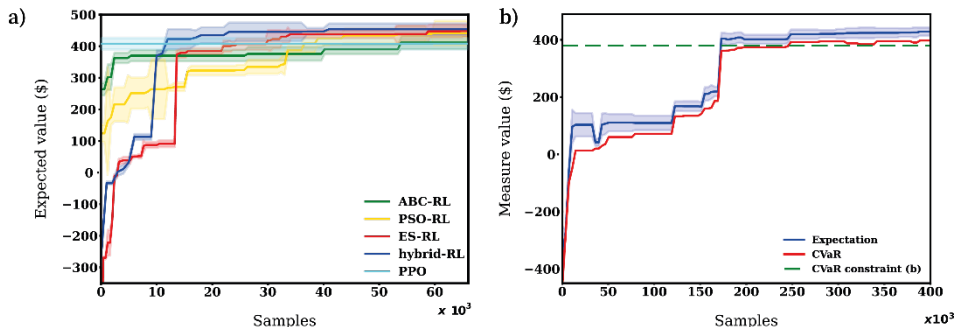 a)
Expected value ($)
500
400
300
200
100
0
−100
−200
−300
ABC-RL
PSO-RL
ES-RL
hybrid-RL
PPO
0
10
20
30
40
50
60
x 10³
Samples
b)
Measure value ($)
400
200
0
−200
−400
Expectation
CVaR
CVaR constraint (b)
0
50
100
150
200
250
300
350
400
x10³
Samples